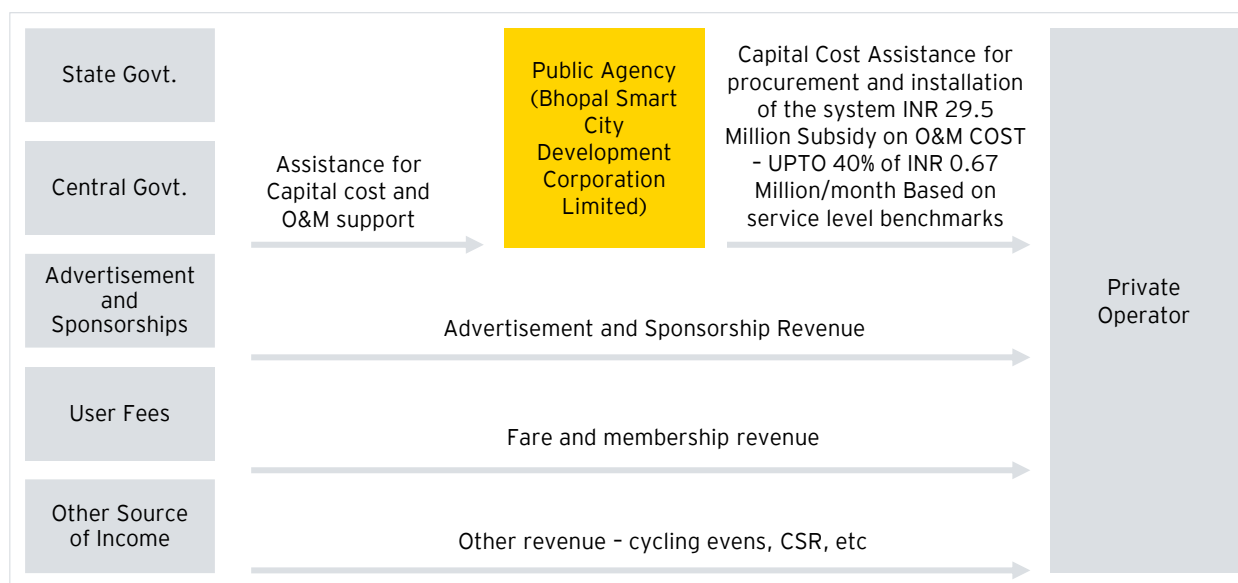 State Govt.
Central Govt.
Advertisement
and
Sponsorships
User Fees
Other Source
of Income
Assistance for
Capital cost and
O&M support
Public Agency
(Bhopal Smart
City
Development
Corporation
Limited)
Capital Cost Assistance for
procurement and installation
of the system INR 29.5
Million Subsidy on O&M COST
– UPTO 40% of INR 0.67
Million/month Based on
service level benchmarks
Advertisement and Sponsorship Revenue
Fare and membership revenue
Other revenue – cycling evens, CSR, etc
Private
Operator